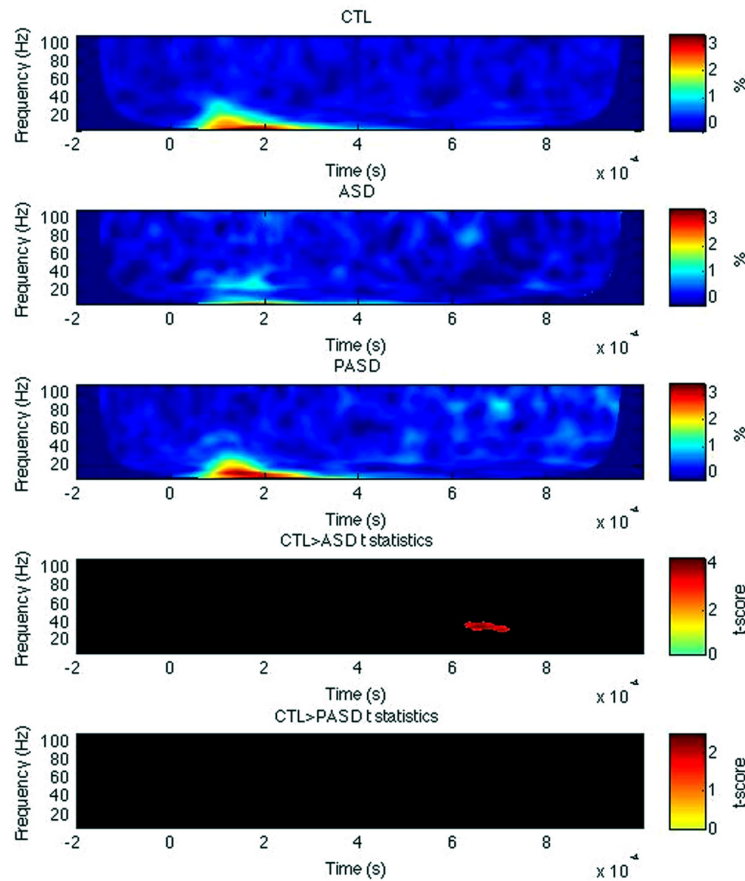 CTL
Frequency (Hz)
100
80
60
40
20
-2 0 2 4 6 8
Time (s)
x 10⁻⁴
3
2
1
0
%
ASD
Frequency (Hz)
100
80
60
40
20
-2 0 2 4 6 8
Time (s)
x 10⁻⁴
3
2
1
0
%
PASD
Frequency (Hz)
100
80
60
40
20
-2 0 2 4 6 8
Time (s)
x 10⁻⁴
3
2
1
0
%
CTL>ASD t statistics
Frequency (Hz)
100
80
60
40
20
-2 0 2 4 6 8
Time (s)
x 10⁻⁴
4
2
0
t-score
CTL>PASD t statistics
Frequency (Hz)
100
80
60
40
20
-2 0 2 4 6 8
Time (s)
x 10⁻⁴
2
1
0
t-score